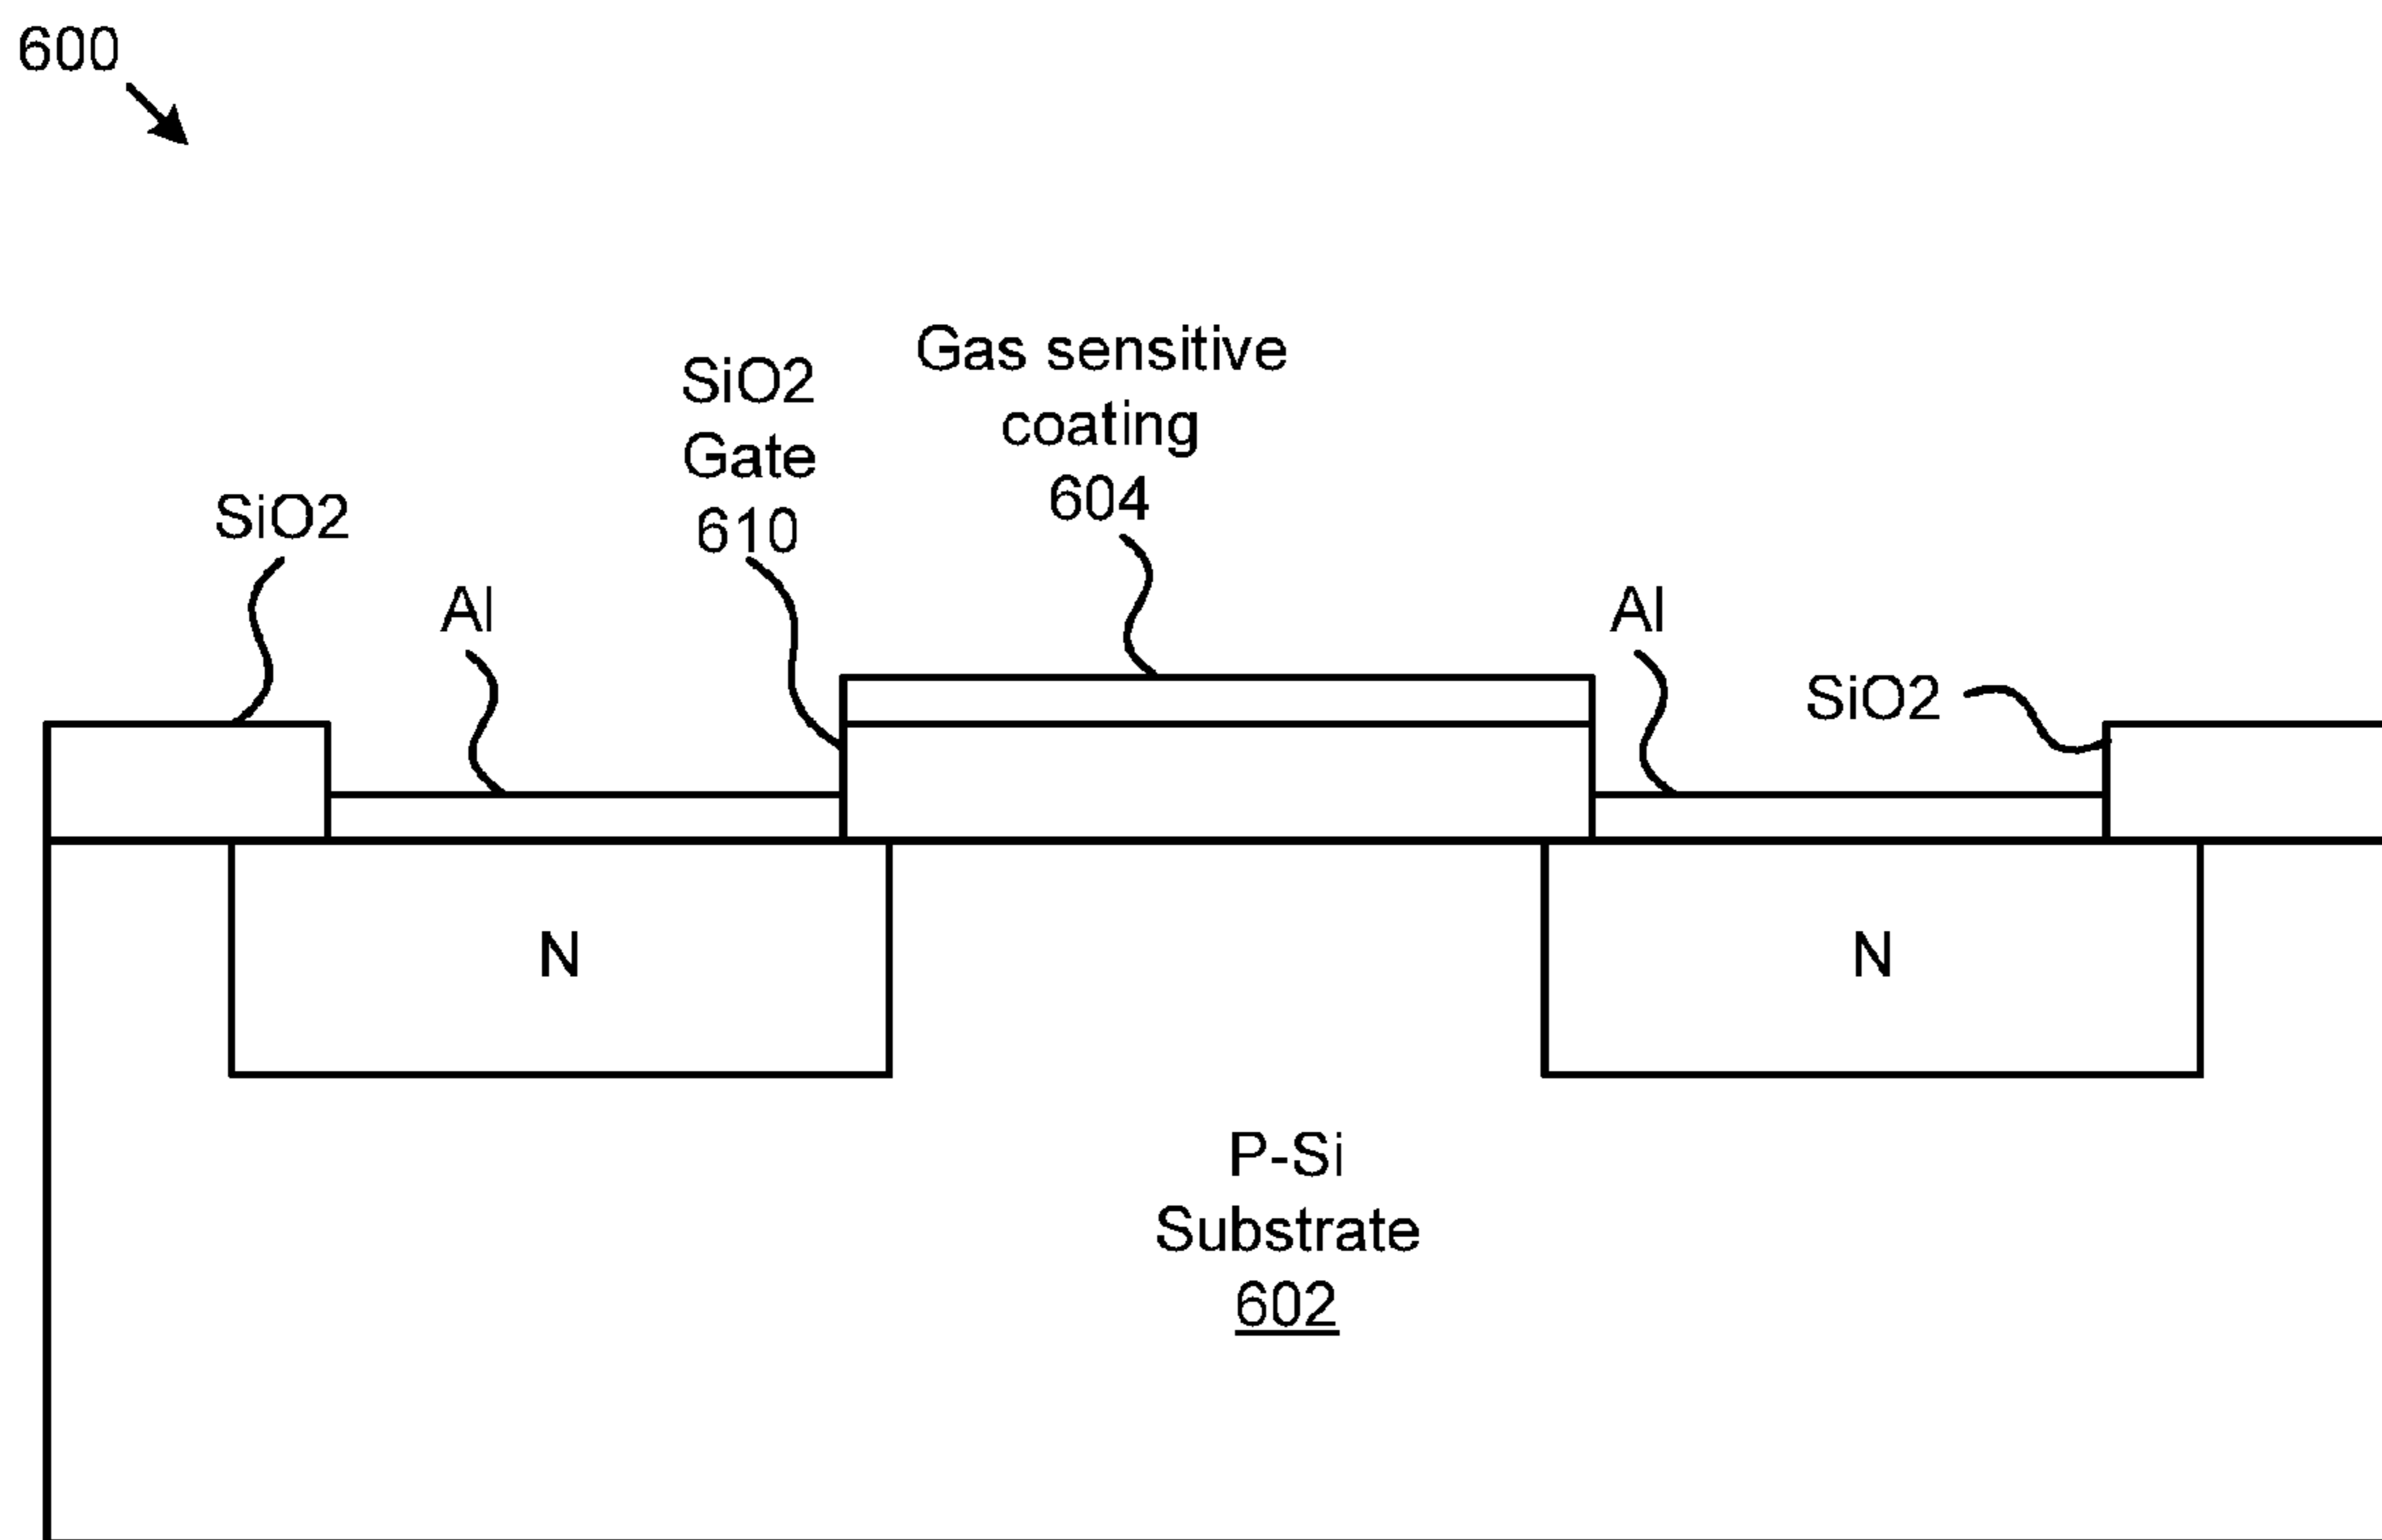 600
Gas sensitive
coating
604
SiO2
Gate
610
SiO2
Al
Al
SiO2
N
N
P-Si
Substrate
602